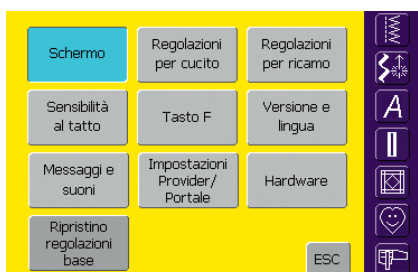 Schermo
Regolazioni
per cucito
Regolazioni
per ricamo
Sensibilità
al tatto
Tasto F
Versione e
lingua
Messaggi e
suoni
Impostazioni
Provider/
Portale
Hardware
Ripristino
regolazioni
base
ESC
A